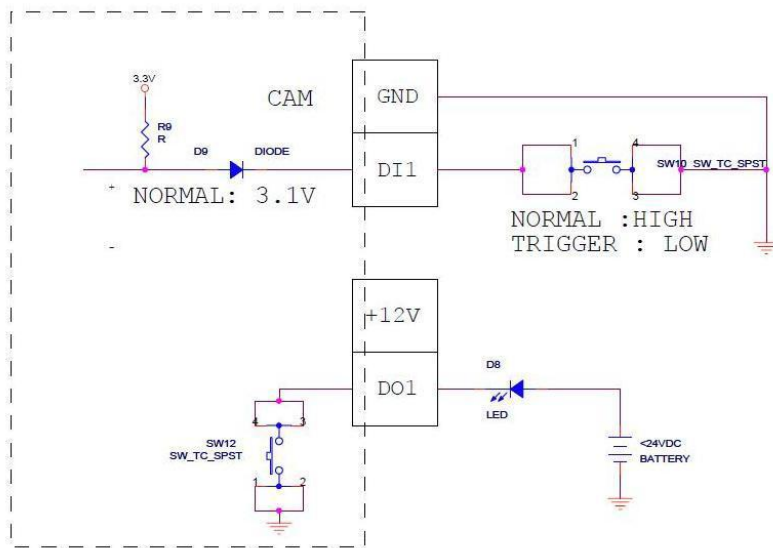 3.3V
R9
R
CAM
GND
D9
DIODE
DI1
+
NORMAL: 3.1V
-
1
4
2
3
SW10 SW_TC_SPST
NORMAL :HIGH
TRIGGER : LOW
+12V
DO1
D8
LED
<24VDC
BATTERY
4
3
SW12
SW_TC_SPST
1
2